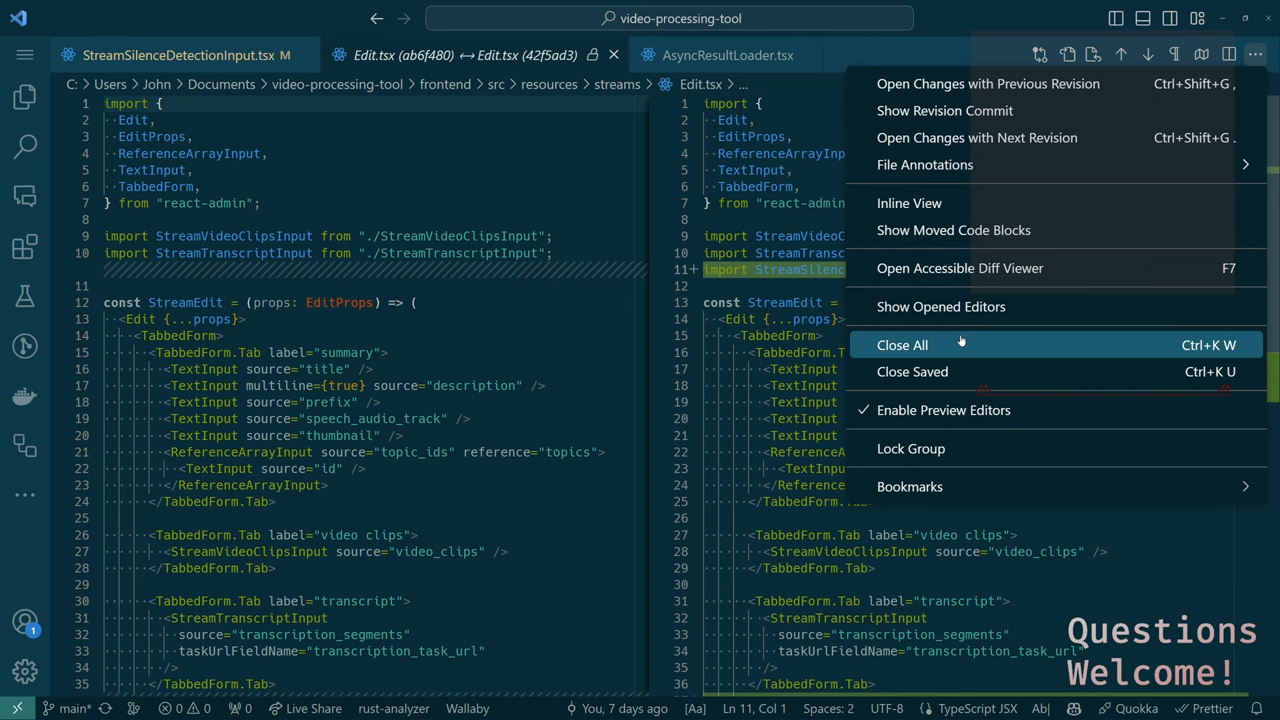 video-processing-tool
StreamSilenceDetectionInput.tsx M
Edit.tsx (ab6f480) ↔ Edit.tsx (42f5ad3)
AsyncResultLoader.tsx
C: > Users > John > Documents > video-processing-tool > frontend > src > resources > streams > Edit.tsx > ...
1 import {
2 Edit,
3 EditProps,
4 ReferenceArrayInput,
5 TextInput,
6 TabbedForm,
7 } from "react-admin";
8
9 import StreamVideoClipsInput from "./StreamVideoClipsInput";
10 import StreamTranscriptInput from "./StreamTranscriptInput";
11
12 const StreamEdit = (props: EditProps) => (
13 <Edit {...props}>
14 <TabbedForm>
15 <TabbedForm.Tab label="summary">
16 <TextInput source="title" />
17 <TextInput multiline={true} source="description" />
18 <TextInput source="prefix" />
19 <TextInput source="speech_audio_track" />
20 <TextInput source="thumbnail" />
21 <ReferenceArrayInput source="topic_ids" reference="topics">
22 <TextInput source="id" />
23 </ReferenceArrayInput>
24 </TabbedForm.Tab>
25
26 <TabbedForm.Tab label="video clips">
27 <StreamVideoClipsInput source="video_clips" />
28 </TabbedForm.Tab>
29
30 <TabbedForm.Tab label="transcript">
31 <StreamTranscriptInput
32 source="transcription_segments"
33 taskUrlFieldName="transcription_task_url"
34 />
35 </TabbedForm.Tab>
1 import {
2 Edit,
3 EditProps,
4 ReferenceArrayInp
5 TextInput,
6 TabbedForm,
7 } from "react-admin
8
9 import StreamVideoC
10 import StreamTransc
11+ import StreamSilenc
12
13 const StreamEdit =
14 <Edit {...props}>
15 <TabbedForm>
16 <TabbedForm.T
17 <TextInput
18 <TextInput
19 <TextInput
20 <TextInput
21 <TextInput
22 <ReferenceA
23 <TextInpu
24 </Reference
25 </TabbedForm.
26
27 <TabbedForm.Tab label="video clips">
28 <StreamVideoClipsInput source="video_clips" />
29 </TabbedForm.Tab>
30
31 <TabbedForm.Tab label="transcript">
32 <StreamTranscriptInput
33 source="transcription_segments"
34 taskUrlFieldName="transcription_task_url"
35 />
36 </TabbedForm.Tab>
Open Changes with Previous Revision Ctrl+Shift+G ,
Show Revision Commit
Open Changes with Next Revision Ctrl+Shift+G .
File Annotations
Inline View
Show Moved Code Blocks
Open Accessible Diff Viewer F7
Show Opened Editors
Close All Ctrl+K W
Close Saved Ctrl+K U
Enable Preview Editors
Lock Group
Bookmarks
Questions
Welcome!
1
main* 0 0 0 Live Share rust-analyzer Wallaby You, 7 days ago [Aa] Ln 11, Col 1 Spaces: 2 UTF-8 {} TypeScript JSX Ab| Quokka Prettier